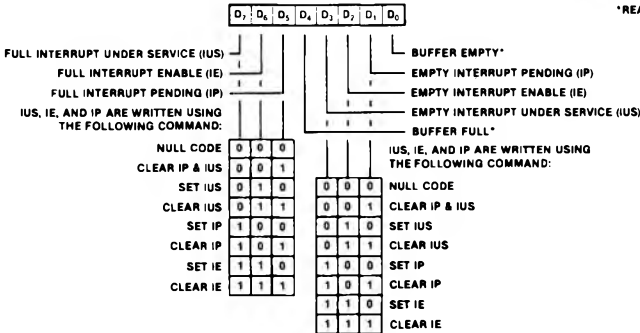 *REA
D7 D6 D5 D4 D3 D2 D1 D0
FULL INTERRUPT UNDER SERVICE (IUS)
FULL INTERRUPT ENABLE (IE)
FULL INTERRUPT PENDING (IP)
IUS, IE, AND IP ARE WRITTEN USING
THE FOLLOWING COMMAND:
NULL CODE 0 0 0
CLEAR IP & IUS 0 0 1
SET IUS 0 1 0
CLEAR IUS 0 1 1
SET IP 1 0 0
CLEAR IP 1 0 1
SET IE 1 1 0
CLEAR IE 1 1 1
BUFFER EMPTY*
EMPTY INTERRUPT PENDING (IP)
EMPTY INTERRUPT ENABLE (IE)
EMPTY INTERRUPT UNDER SERVICE (IUS)
BUFFER FULL*
IUS, IE, AND IP ARE WRITTEN USING
THE FOLLOWING COMMAND:
0 0 0 NULL CODE
0 0 1 CLEAR IP & IUS
0 1 0 SET IUS
0 1 1 CLEAR IUS
1 0 0 SET IP
1 0 1 CLEAR IP
1 1 0 SET IE
1 1 1 CLEAR IE